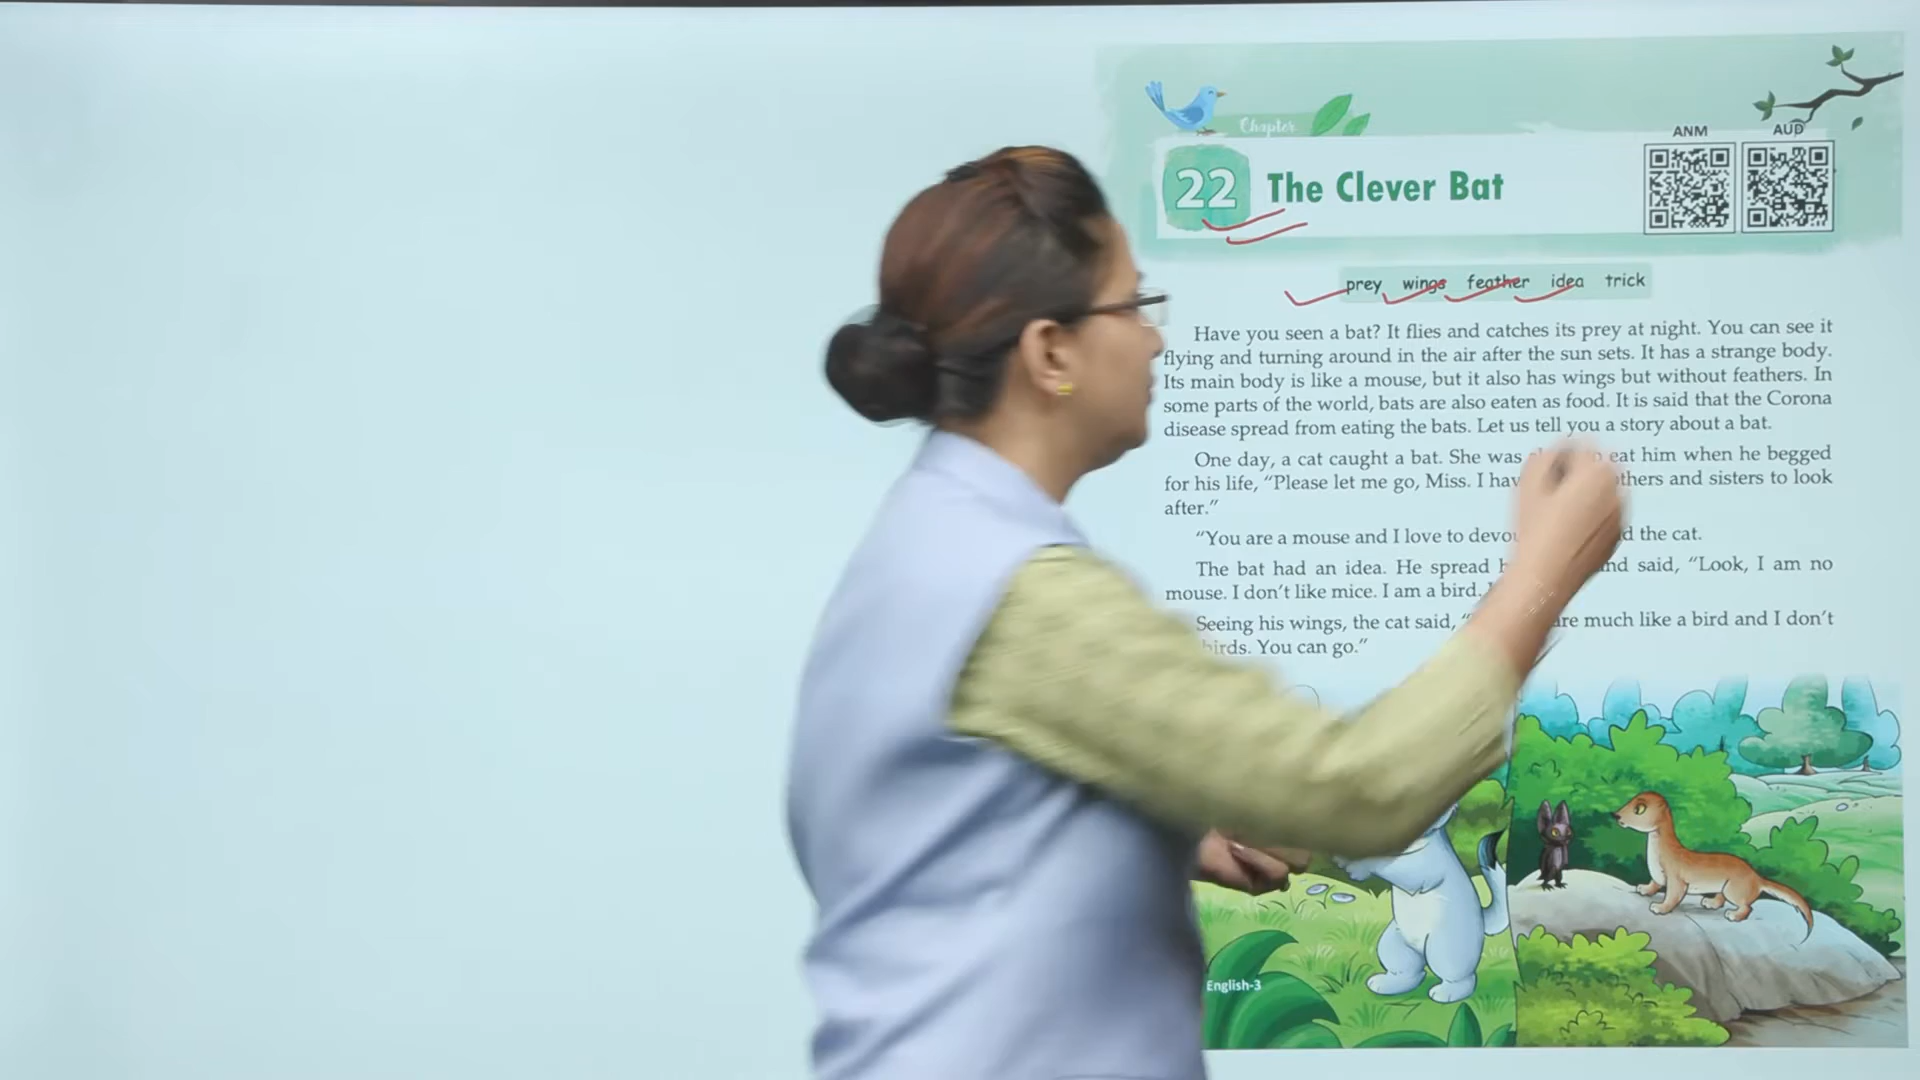 Chapter
ANM
AUD
22 The Clever Bat
prey wings feather idea trick
Have you seen a bat? It flies and catches its prey at night. You can see it
flying and turning around in the air after the sun sets. It has a strange body.
Its main body is like a mouse, but it also has wings but without feathers. In
some parts of the world, bats are also eaten as food. It is said that the Corona
disease spread from eating the bats. Let us tell you a story about a bat.
One day, a cat caught a bat. She was eat him when he begged
for his life, “Please let me go, Miss. I and sisters to look
after.”
“You are a mouse and I love to the cat.
The bat had an idea. He spread said, “Look, I am no
mouse. I don’t like mice. I am a bird.
Seeing his wings, the cat said, much like a bird and I don’t
birds. You can go.”
English-3